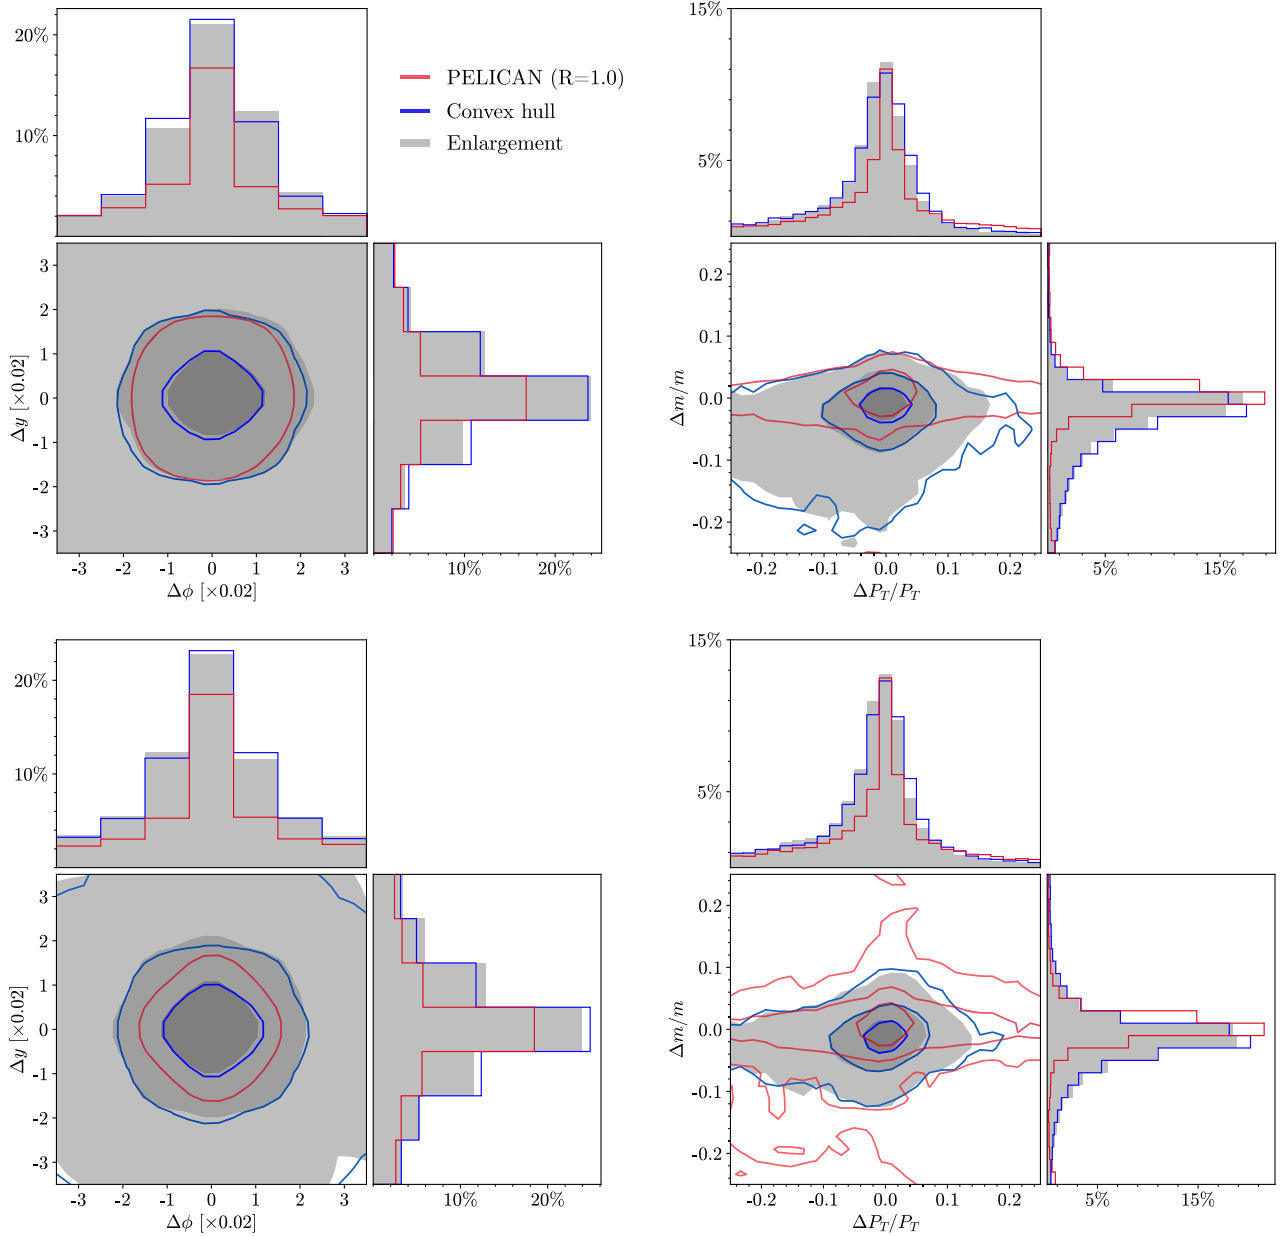 20%
10%
PELICAN (R=1.0)
Convex hull
Enlargement
15%
5%
3
2
1
0
-1
-2
-3
Δy [×0.02]
-3 -2 -1 0 1 2 3
Δϕ [×0.02]
10% 20%
0.2
0.1
0.0
-0.1
-0.2
Δm/m
-0.2 -0.1 0.0 0.1 0.2
ΔP_T/P_T
5% 15%
20%
10%
15%
5%
3
2
1
0
-1
-2
-3
Δy [×0.02]
-3 -2 -1 0 1 2 3
Δϕ [×0.02]
10% 20%
0.2
0.1
0.0
-0.1
-0.2
Δm/m
-0.2 -0.1 0.0 0.1 0.2
ΔP_T/P_T
5% 15%